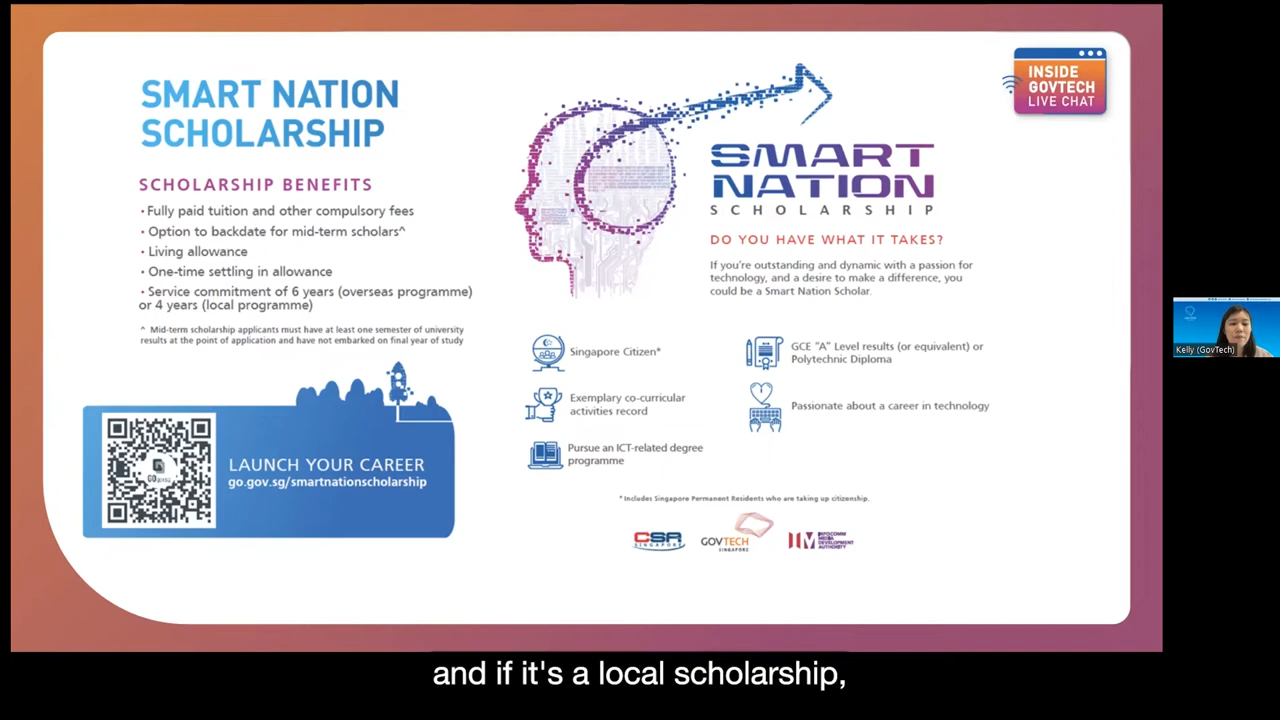 SMART NATION
SCHOLARSHIP
SCHOLARSHIP BENEFITS
• Fully paid tuition and other compulsory fees
• Option to backdate for mid-term scholars^
• Living allowance
• One-time settling in allowance
• Service commitment of 6 years (overseas programme)
or 4 years (local programme)
^ Mid-term scholarship applicants must have at least one semester of university
results at the point of application and have not embarked on final year of study
LAUNCH YOUR CAREER
go.gov.sg/smartnationscholarship
INSIDE
GOVTECH
LIVE CHAT
SMART
NATION
SCHOLARSHIP
DO YOU HAVE WHAT IT TAKES?
If you're outstanding and dynamic with a passion for
technology, and a desire to make a difference, you
could be a Smart Nation Scholar.
Singapore Citizen*
GCE "A" Level results (or equivalent) or
Polytechnic Diploma
Exemplary co-curricular
activities record
Passionate about a career in technology
Pursue an ICT-related degree
programme
* Includes Singapore Permanent Residents who are taking up citizenship.
CSA
SINGAPORE
GOVTECH
SINGAPORE
INFOCOMM
MEDIA
DEVELOPMENT
AUTHORITY
Kelly (GovTech)
and if it's a local scholarship,